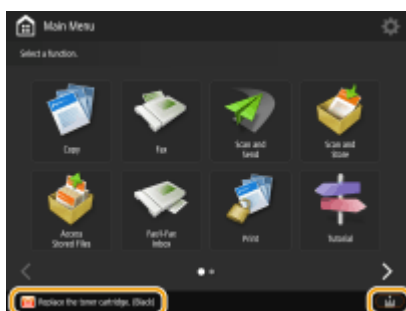 Main Menu
Select a function.
Copy
Fax
Scan and
Send
Scan and
Store
Access
Stored Files
Fax/I-Fax
Inbox
Print
Tutorial
Replace the toner cartridge. (Black)